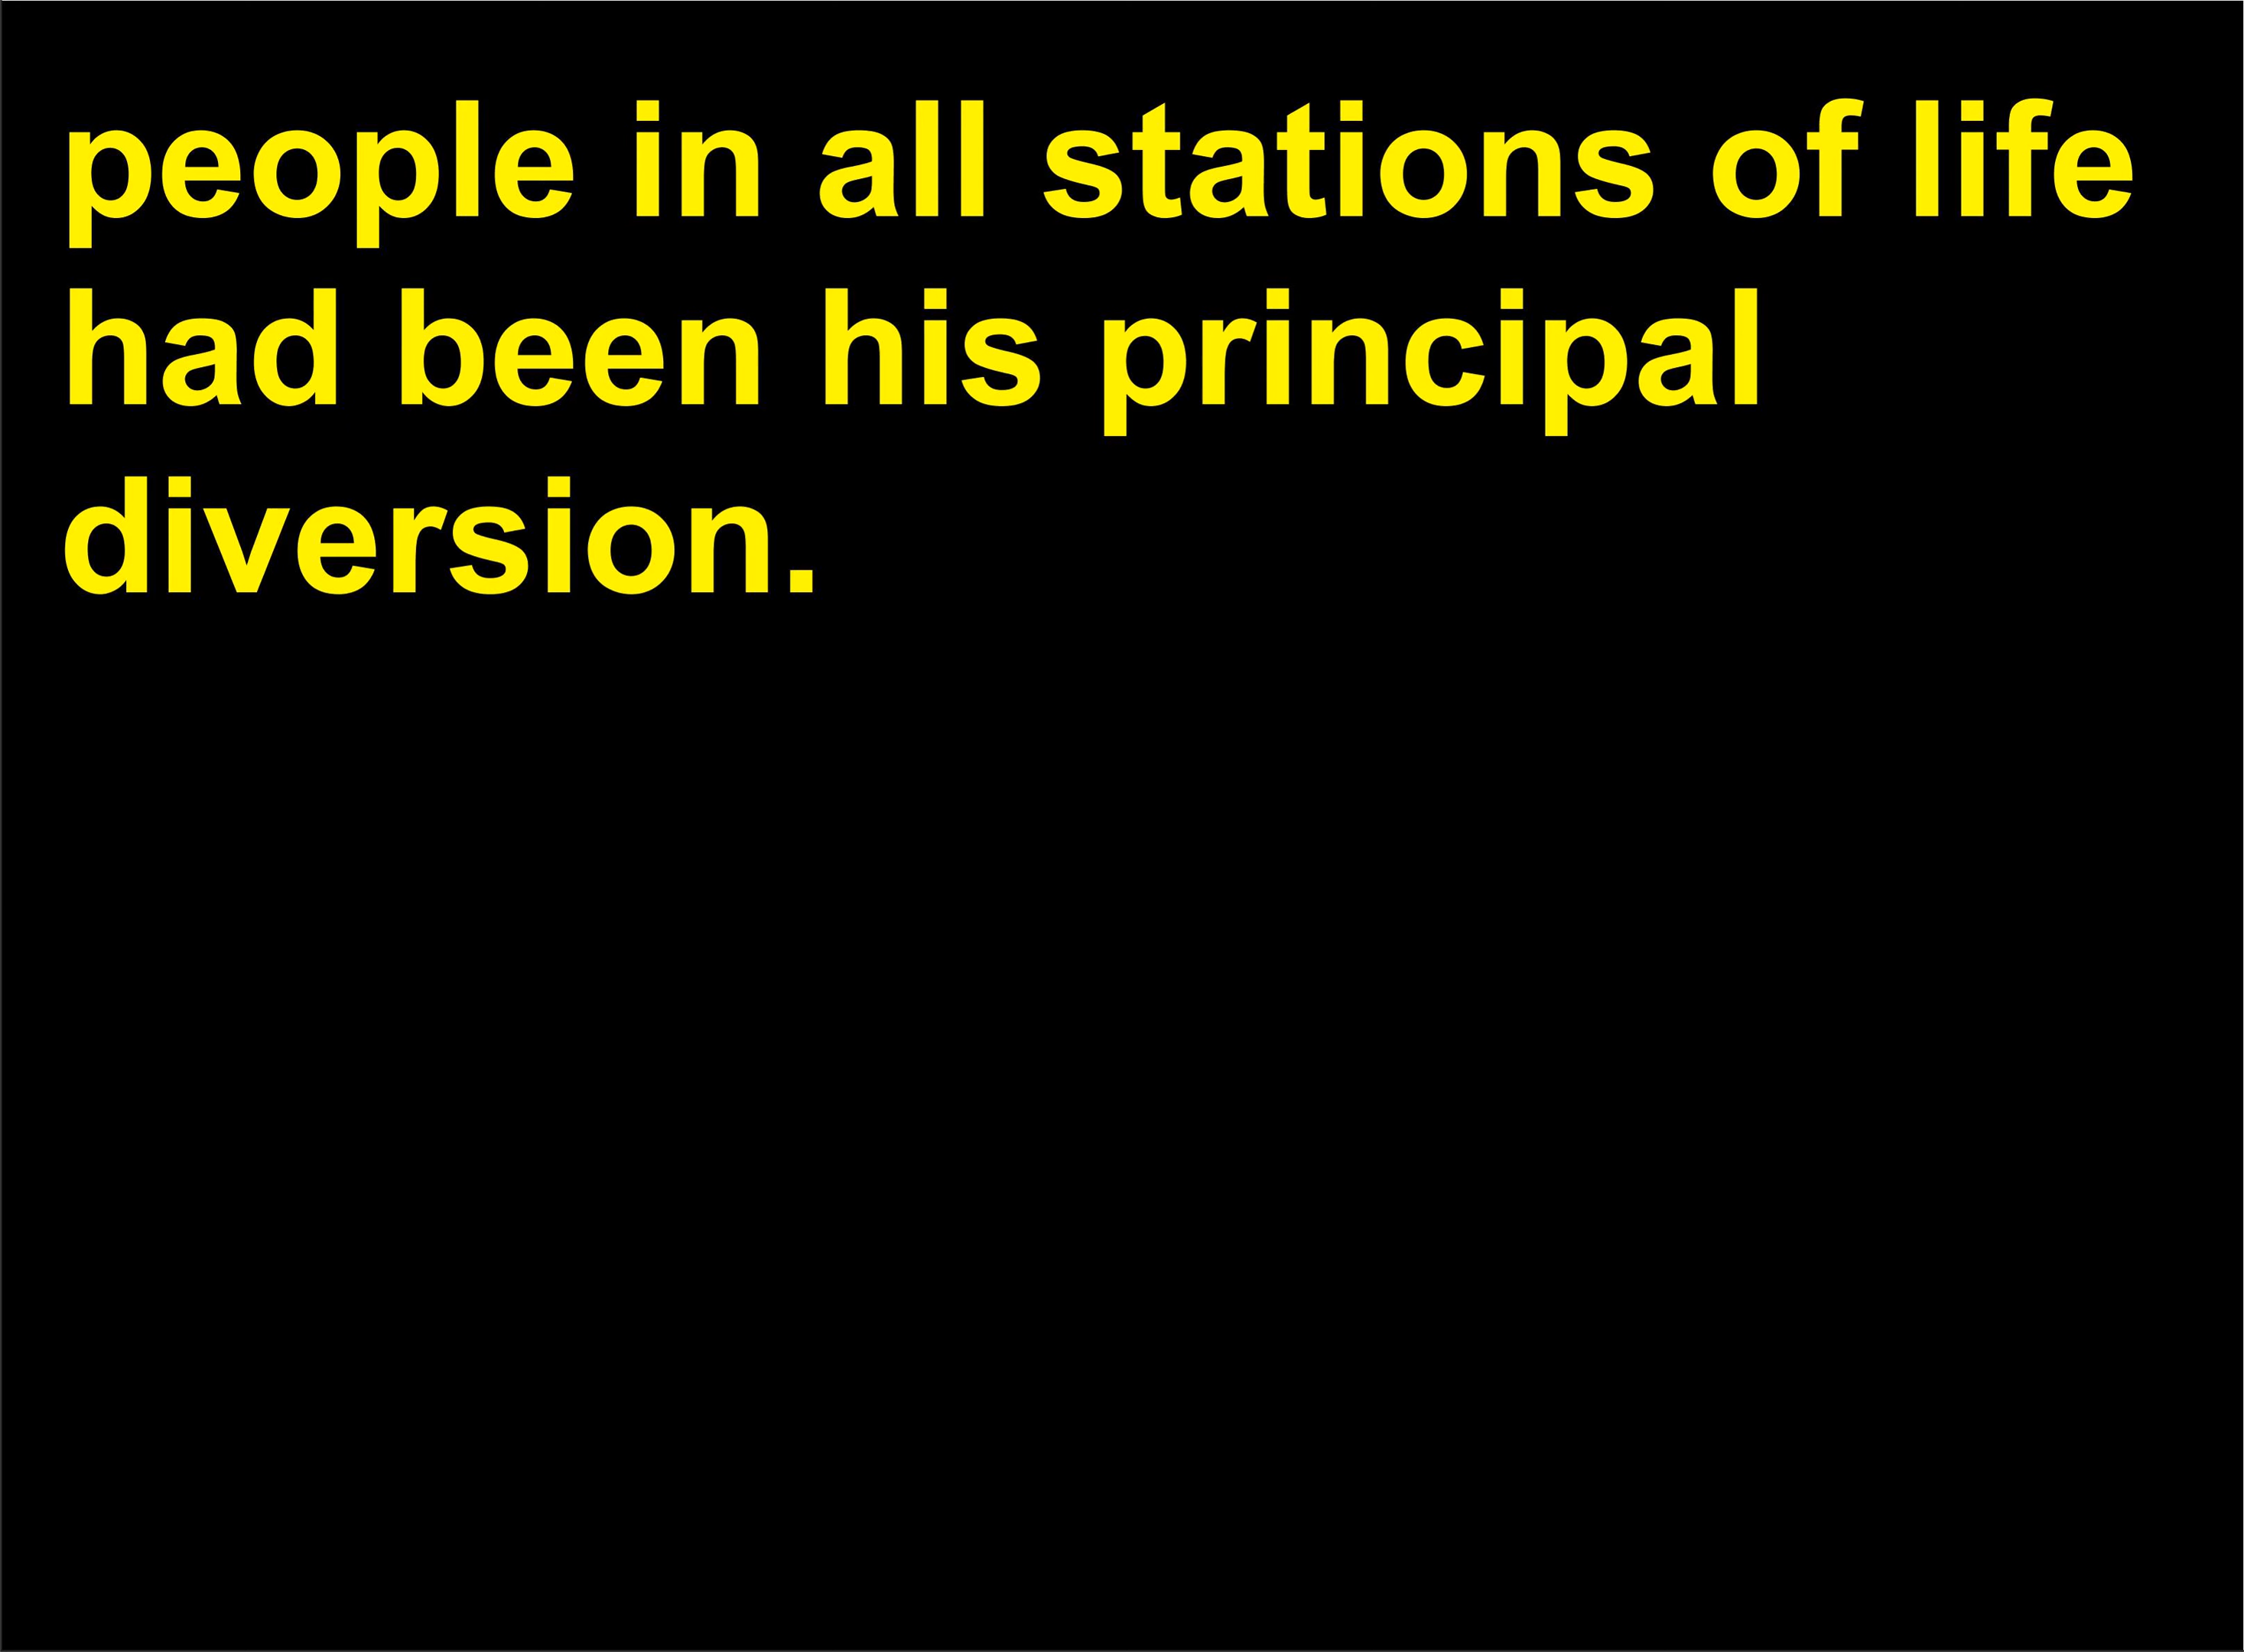 people in all stations of life
had been his principal
diversion.